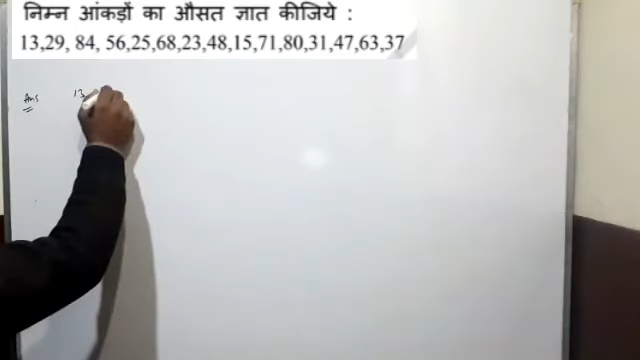 निम्न आंकड़ों का औसत ज्ञात कीजिये :
13,29, 84, 56,25,68,23,48,15,71,80,31,47,63,37
Ans 13